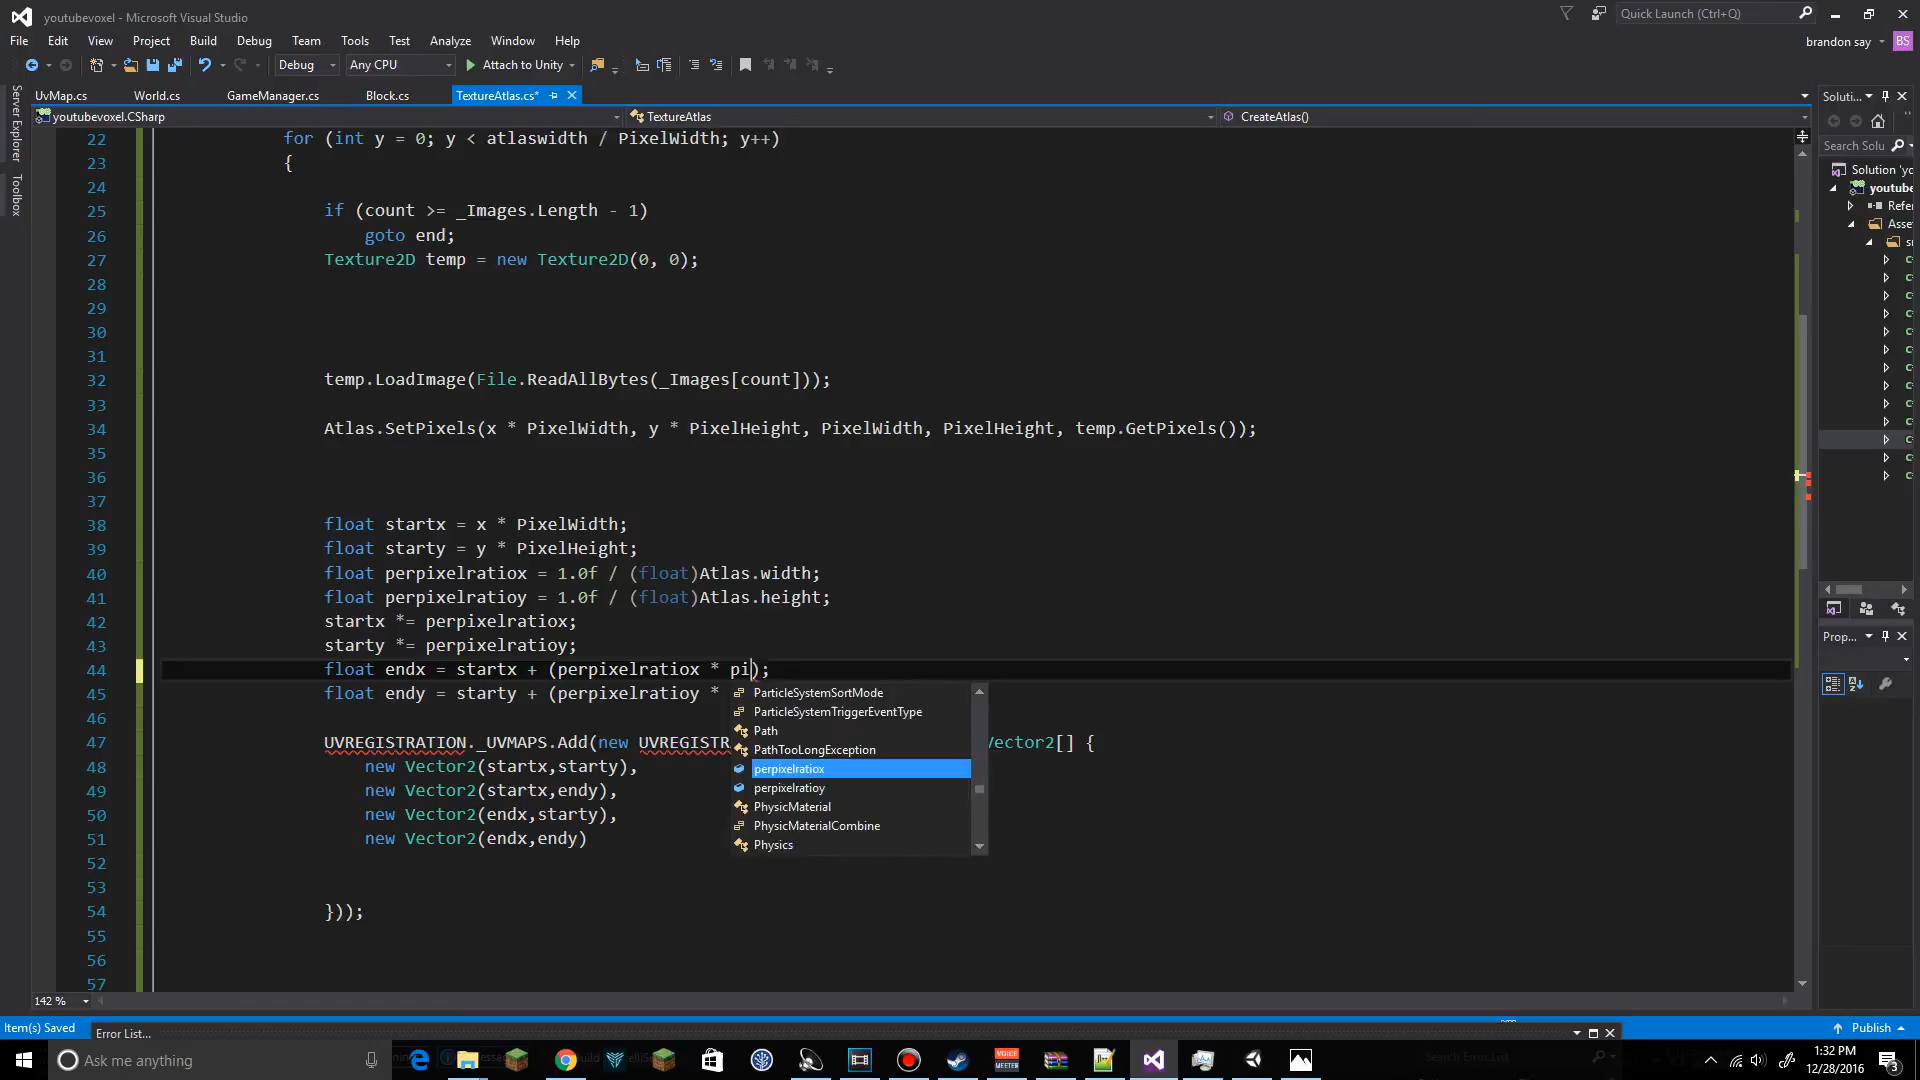 youtubevoxel - Microsoft Visual Studio
Quick Launch (Ctrl+Q)
File Edit View Project Build Debug Team Tools Test Analyze Window Help
brandon say BS
Debug Any CPU Attach to Unity
UvMap.cs World.cs GameManager.cs Block.cs TextureAtlas.cs*
youtubevoxel.CSharp TextureAtlas CreateAtlas()
Server Explorer
Toolbox
22 for (int y = 0; y < atlaswidth / PixelWidth; y++)
23 {
24
25 if (count >= _Images.Length - 1)
26 goto end;
27 Texture2D temp = new Texture2D(0, 0);
28
29
30
31
32 temp.LoadImage(File.ReadAllBytes(_Images[count]));
33
34 Atlas.SetPixels(x * PixelWidth, y * PixelHeight, PixelWidth, PixelHeight, temp.GetPixels());
35
36
37
38 float startx = x * PixelWidth;
39 float starty = y * PixelHeight;
40 float perpixelratiox = 1.0f / (float)Atlas.width;
41 float perpixelratioy = 1.0f / (float)Atlas.height;
42 startx *= perpixelratiox;
43 starty *= perpixelratioy;
44 float endx = startx + (perpixelratiox * pi);
45 float endy = starty + (perpixelratioy *
46
47 UVREGISTRATION._UVMAPS.Add(new UVREGISTR Vector2[] {
48 new Vector2(startx,starty),
49 new Vector2(startx,endy),
50 new Vector2(endx,starty),
51 new Vector2(endx,endy)
52
53
54 }));
55
56
57
ParticleSystemSortMode
ParticleSystemTriggerEventType
Path
PathTooLongException
perpixelratiox
perpixelratioy
PhysicMaterial
PhysicMaterialCombine
Physics
Soluti...
Search Solu
Solution 'yo
youtube
Refer
Asse
Prop...
142 %
Item(s) Saved
Error List...
Publish
Ask me anything
Search Error List
1:32 PM
12/28/2016
3